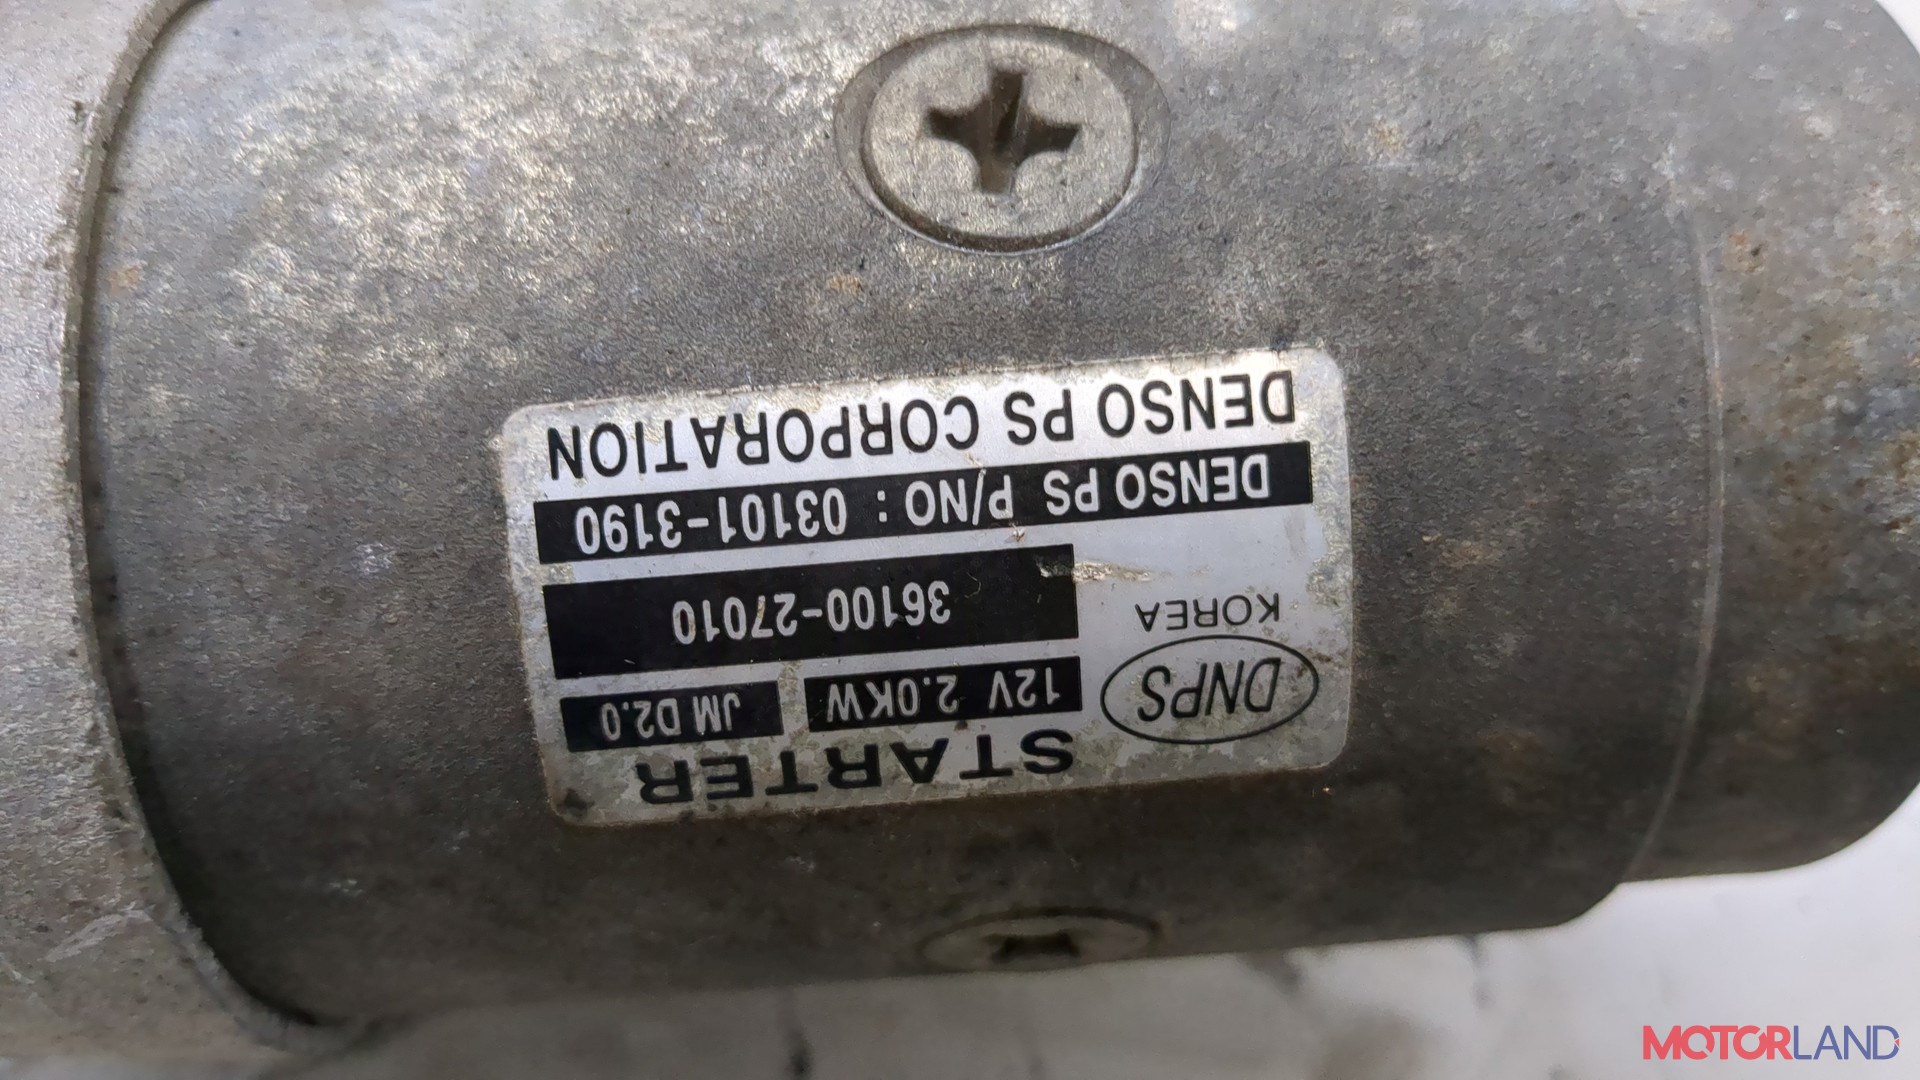 STARTER
DNPS
12V 2.0KW
JM D2.0
KOREA
36100-27010
DENSO PS P/NO : 03101-3190
DENSO PS CORPORATION
MOTORLAND